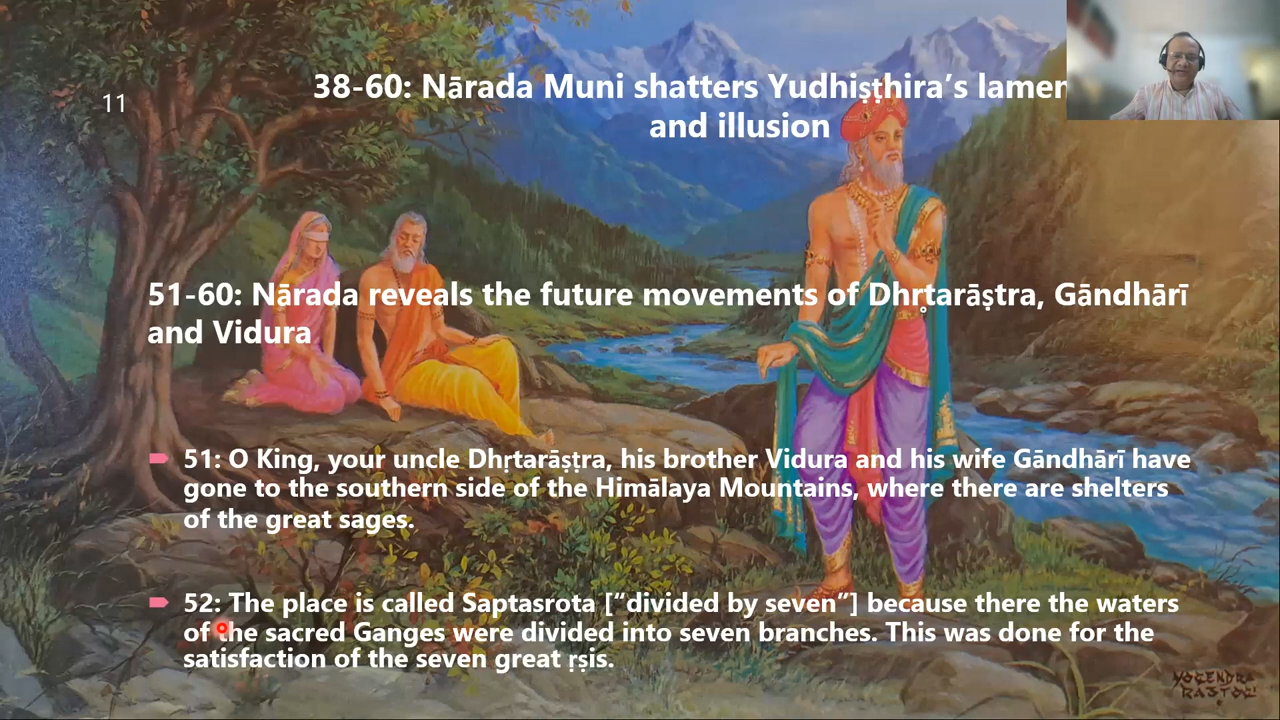 11
38-60: Nārada Muni shatters Yudhiṣṭhira’s
and illusion
51-60: Nārada reveals the future movements of Dhṛtarāṣtra, Gāndhārī
and Vidura
51: O King, your uncle Dhṛtarāṣṭra, his brother Vidura and his wife Gāndhārī have
gone to the southern side of the Himālaya Mountains, where there are shelters
of the great sages.
52: The place is called Saptasrota [“divided by seven”] because there the waters
of the sacred Ganges were divided into seven branches. This was done for the
satisfaction of the seven great ṛṣis.
YOGENDRA
RASTOGI